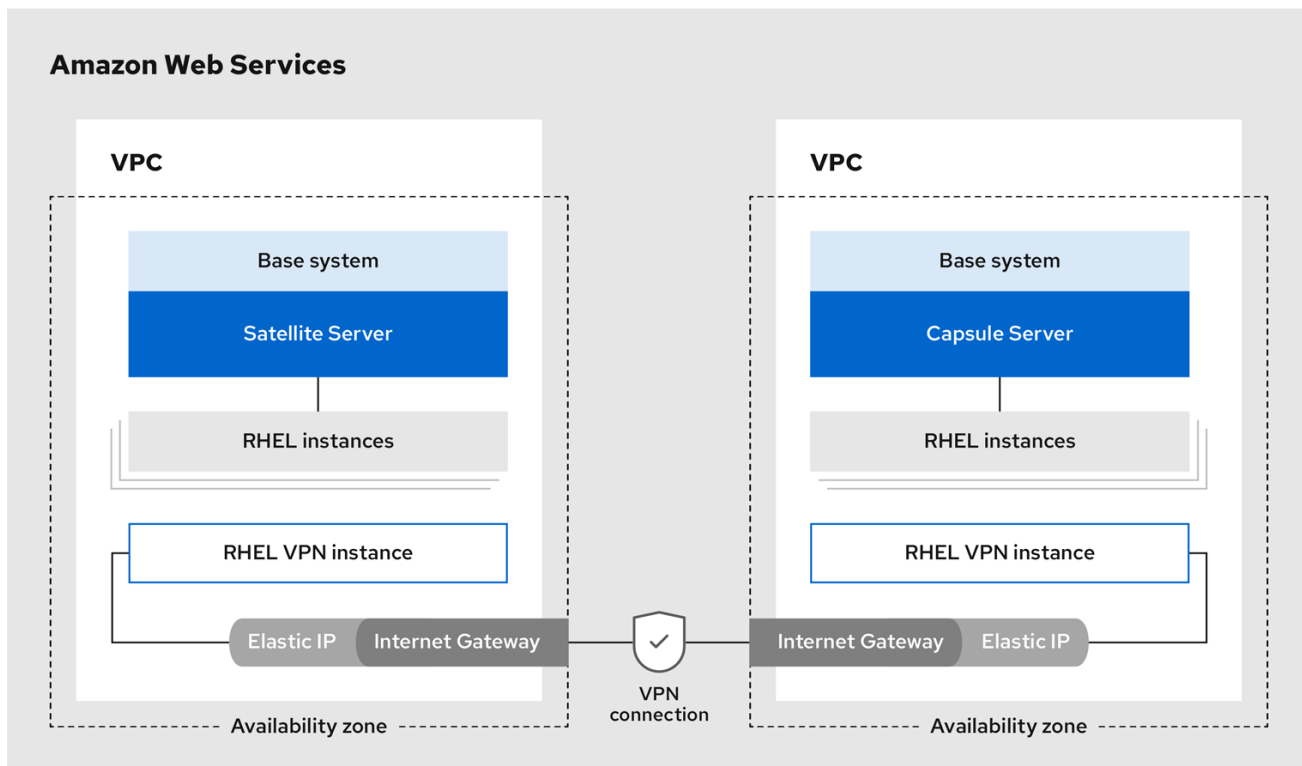 Amazon Web Services
VPC
Base system
Satellite Server
RHEL instances
RHEL VPN instance
Elastic IP
Internet Gateway
Availability zone
VPN
connection
VPC
Base system
Capsule Server
RHEL instances
RHEL VPN instance
Internet Gateway
Elastic IP
Availability zone